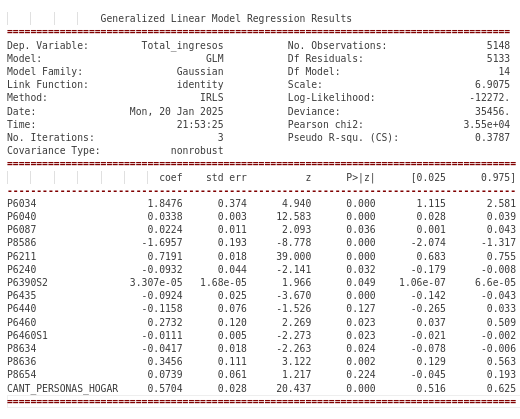 Generalized Linear Model Regression Results
==============================================================================
Dep. Variable: Total_ingresos No. Observations: 5148
Model: GLM Df Residuals: 5133
Model Family: Gaussian Df Model: 14
Link Function: identity Scale: 6.9075
Method: IRLS Log-Likelihood: -12272.
Date: Mon, 20 Jan 2025 Deviance: 35456.
Time: 21:53:25 Pearson chi2: 3.55e+04
No. Iterations: 3 Pseudo R-squ. (CS): 0.3787
Covariance Type: nonrobust
==============================================================================
coef std err z P>|z| [0.025 0.975]
------------------------------------------------------------------------------
P6034 1.8476 0.374 4.940 0.000 1.115 2.581
P6040 0.0338 0.003 12.583 0.000 0.028 0.039
P6087 0.0224 0.011 2.093 0.036 0.001 0.043
P8586 -1.6957 0.193 -8.778 0.000 -2.074 -1.317
P6211 0.7191 0.018 39.000 0.000 0.683 0.755
P6240 -0.0932 0.044 -2.141 0.032 -0.179 -0.008
P6390S2 3.307e-05 1.68e-05 1.966 0.049 1.06e-07 6.6e-05
P6435 -0.0924 0.025 -3.670 0.000 -0.142 -0.043
P6440 -0.1158 0.076 -1.526 0.127 -0.265 0.033
P6460 0.2732 0.120 2.269 0.023 0.037 0.509
P6460S1 -0.0111 0.005 -2.273 0.023 -0.021 -0.002
P8634 -0.0417 0.018 -2.263 0.024 -0.078 -0.006
P8636 0.3456 0.111 3.122 0.002 0.129 0.563
P8654 0.0739 0.061 1.217 0.224 -0.045 0.193
CANT_PERSONAS_HOGAR 0.5704 0.028 20.437 0.000 0.516 0.625
==============================================================================